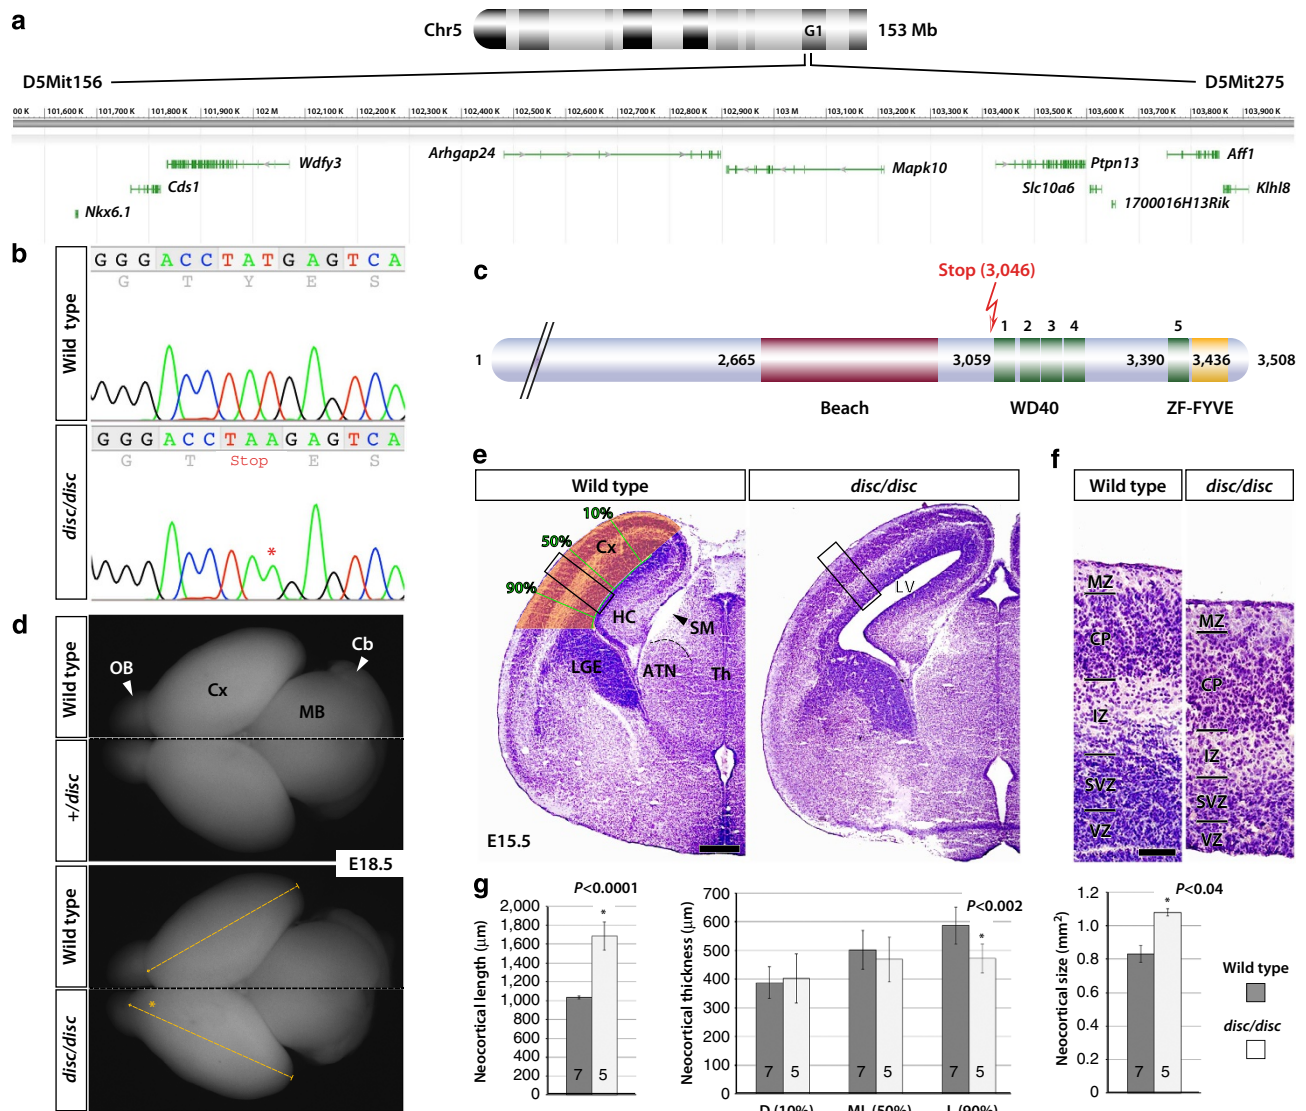 a
Chr5
G1
153 Mb
D5Mit156
D5Mit275
00 K 101,600 K 101,700 K 101,800 K 101,900 K 102 M 102,100 K 102,200 K 102,300 K 102,400 K 102,500 K 102,600 K 102,700 K 102,800 K 102,900 K 103 M 103,100 K 103,200 K 103,300 K 103,400 K 103,500 K 103,600 K 103,700 K 103,800 K 103,900 K
Arhgap24
Aff1
Wdfy3
Mapk10
Ptpn13
Cds1
Slc10a6
Klhl8
Nkx6.1
1700016H13Rik
b
Wild type
G G G A C C T A T G A G T C A
G T Y E S
disc/disc
G G G A C C T A A G A G T C A
G T Stop E S
*
c
Stop (3,046)
1 2 3 4 5
1 2,665 3,059 3,390 3,436 3,508
Beach WD40 ZF-FYVE
d
Wild type
OB
Cx
MB
Cb
+/disc
E18.5
Wild type
disc/disc
*
e
Wild type
disc/disc
10%
50%
90%
Cx
HC
SM
LGE
ATN
Th
LV
E15.5
f
Wild type
disc/disc
MZ
CP
IZ
SVZ
VZ
MZ
CP
IZ
SVZ
VZ
g
P<0.0001
*
Neocortical length (μm)
2,000
1,800
1,600
1,400
1,200
1,000
800
600
400
200
0
7 5
P<0.002
*
Neocortical thickness (μm)
700
600
500
400
300
200
100
0
7 5 7 5 7 5
D (10%) ML (50%) L (90%)
P<0.04
*
Neocortical size (mm²)
1.2
1.0
0.8
0.6
0.4
0.2
0
7 5
Wild type
disc/disc